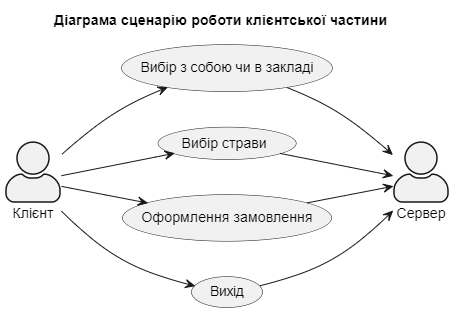 Діаграма сценарію роботи клієнтської частини
Вибір з собою чи в закладі
Вибір страви
Клієнт
Сервер
Оформлення замовлення
Вихід